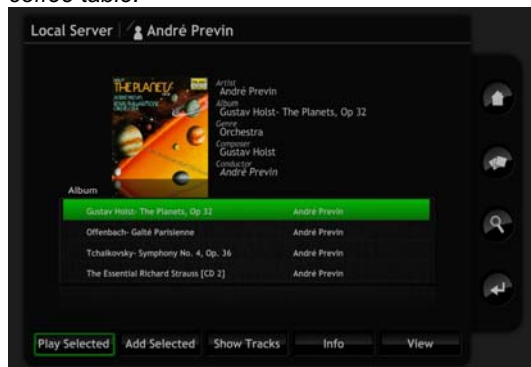 coffee table.
Local Server André Previn
THE PLANETS
Artist
André Previn
Album
Gustav Holst- The Planets, Op 32
Genre
Orchestra
Composer
Gustav Holst
Conductor
André Previn
Album
Gustav Holst- The Planets, Op 32 André Previn
Offenbach- Gaîté Parisienne André Previn
Tchaikovsky- Symphony No. 4, Op. 36 André Previn
The Essential Richard Strauss [CD 2] André Previn
Play Selected Add Selected Show Tracks Info View